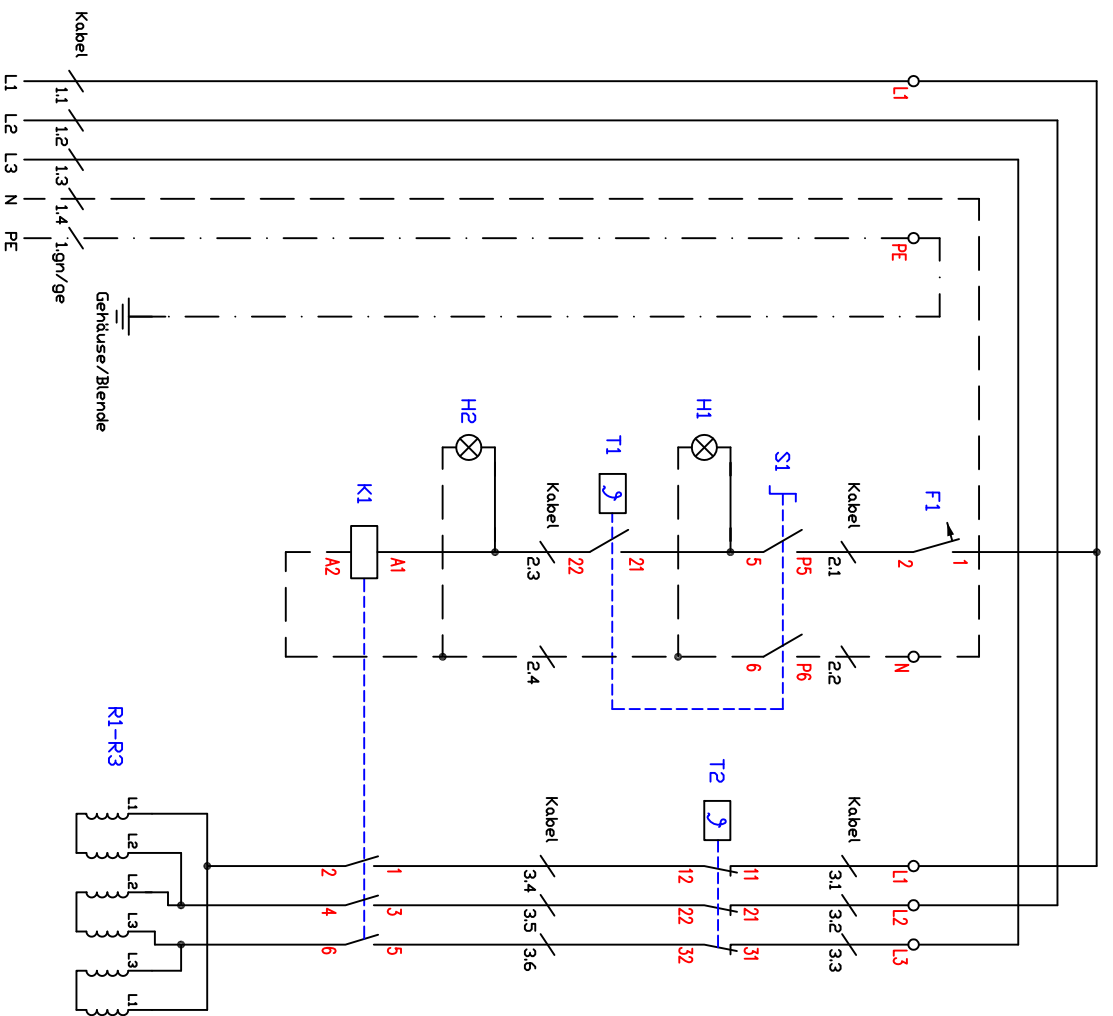 1
F1
L1 PE 2 N L1 L2 L3
Kabel Kabel
2.1 2.2 3.1 3.2 3.3
P5 P6
S1
5 6 11 21 31
T2
ϑ
H1
12 22 32
21
T1
ϑ
22
Kabel Kabel
2.3 2.4 3.4 3.5 3.6
H2
A1 1 3 5
K1
A2 2 4 6
L1 L2 L2 L3 L3 L1
R1-R3
Gehäuse/Blende
Kabel
1.1 1.2 1.3 1.4 1.gn/ge
L1 L2 L3 N PE